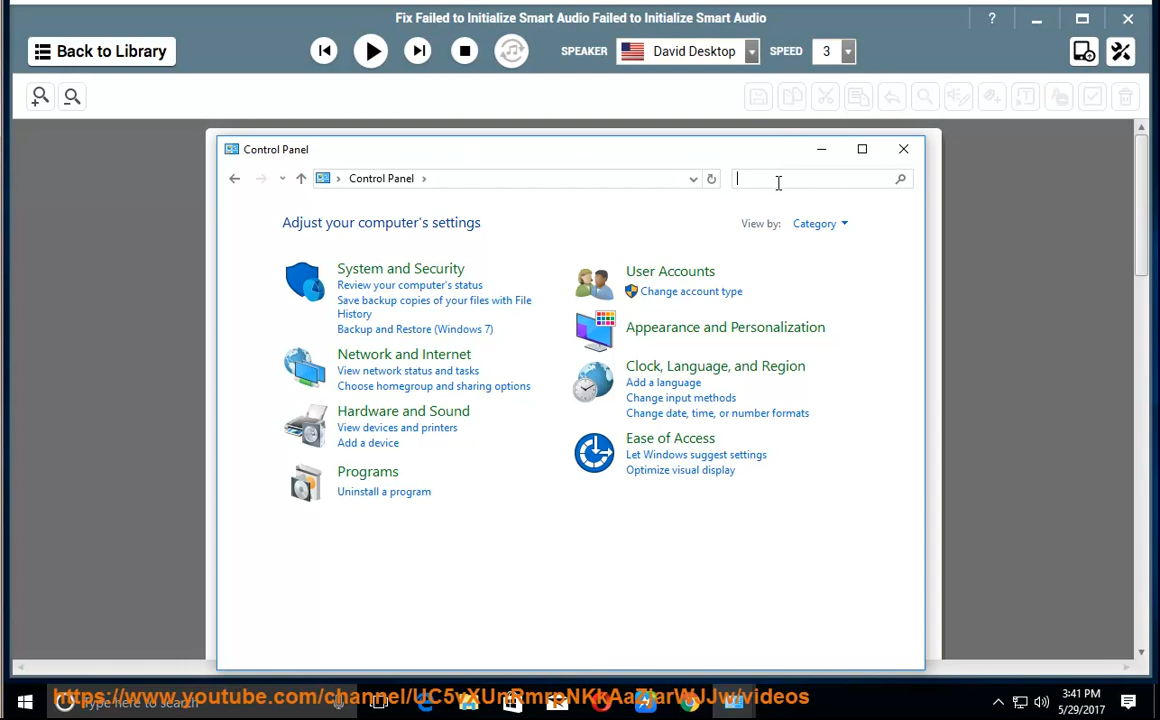 Fix Failed to Initialize Smart Audio Failed to Initialize Smart Audio
?
Back to Library
SPEAKER
David Desktop
SPEED
3
Control Panel
Control Panel
Adjust your computer's settings
View by:
Category
System and Security
Review your computer's status
Save backup copies of your files with File
History
Backup and Restore (Windows 7)
Network and Internet
View network status and tasks
Choose homegroup and sharing options
Hardware and Sound
View devices and printers
Add a device
Programs
Uninstall a program
User Accounts
Change account type
Appearance and Personalization
Clock, Language, and Region
Add a language
Change input methods
Change date, time, or number formats
Ease of Access
Let Windows suggest settings
Optimize visual display
Type here to search
3:41 PM
5/29/2017